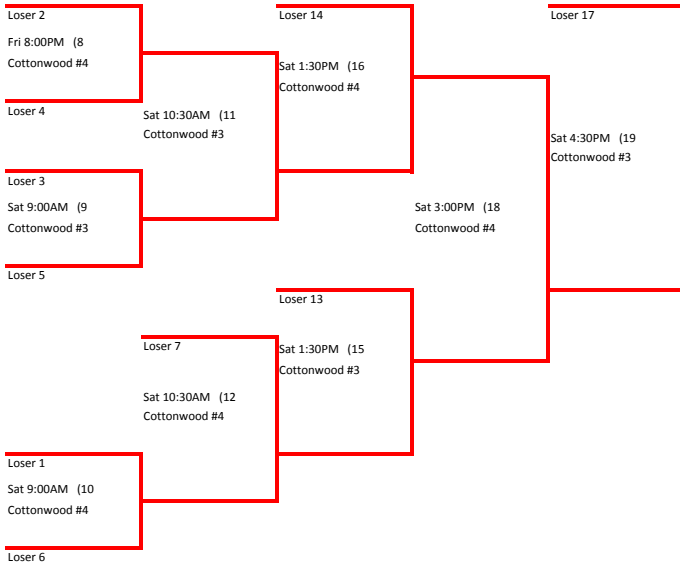 Loser 2
Loser 14
Loser 17
Fri 8:00PM (8
Cottonwood #4
Sat 1:30PM (16
Cottonwood #4
Loser 4
Sat 10:30AM (11
Cottonwood #3
Sat 4:30PM (19
Cottonwood #3
Loser 3
Sat 9:00AM (9
Cottonwood #3
Sat 3:00PM (18
Cottonwood #4
Loser 5
Loser 13
Loser 7
Sat 1:30PM (15
Cottonwood #3
Sat 10:30AM (12
Cottonwood #4
Loser 1
Sat 9:00AM (10
Cottonwood #4
Loser 6